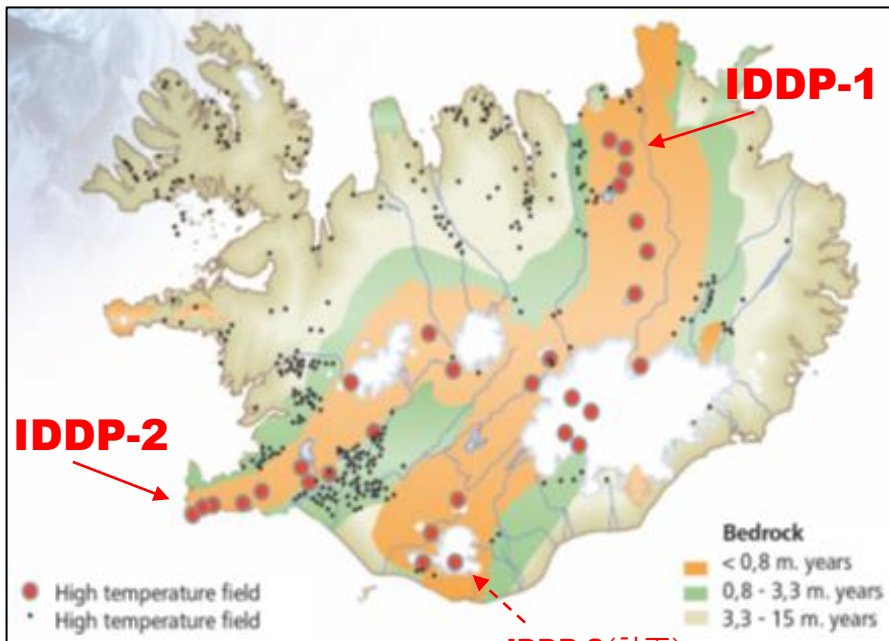 IDDP-1
IDDP-2
Bedrock
< 0,8 m. years
0,8 - 3,3 m. years
3,3 - 15 m. years
High temperature field
High temperature field